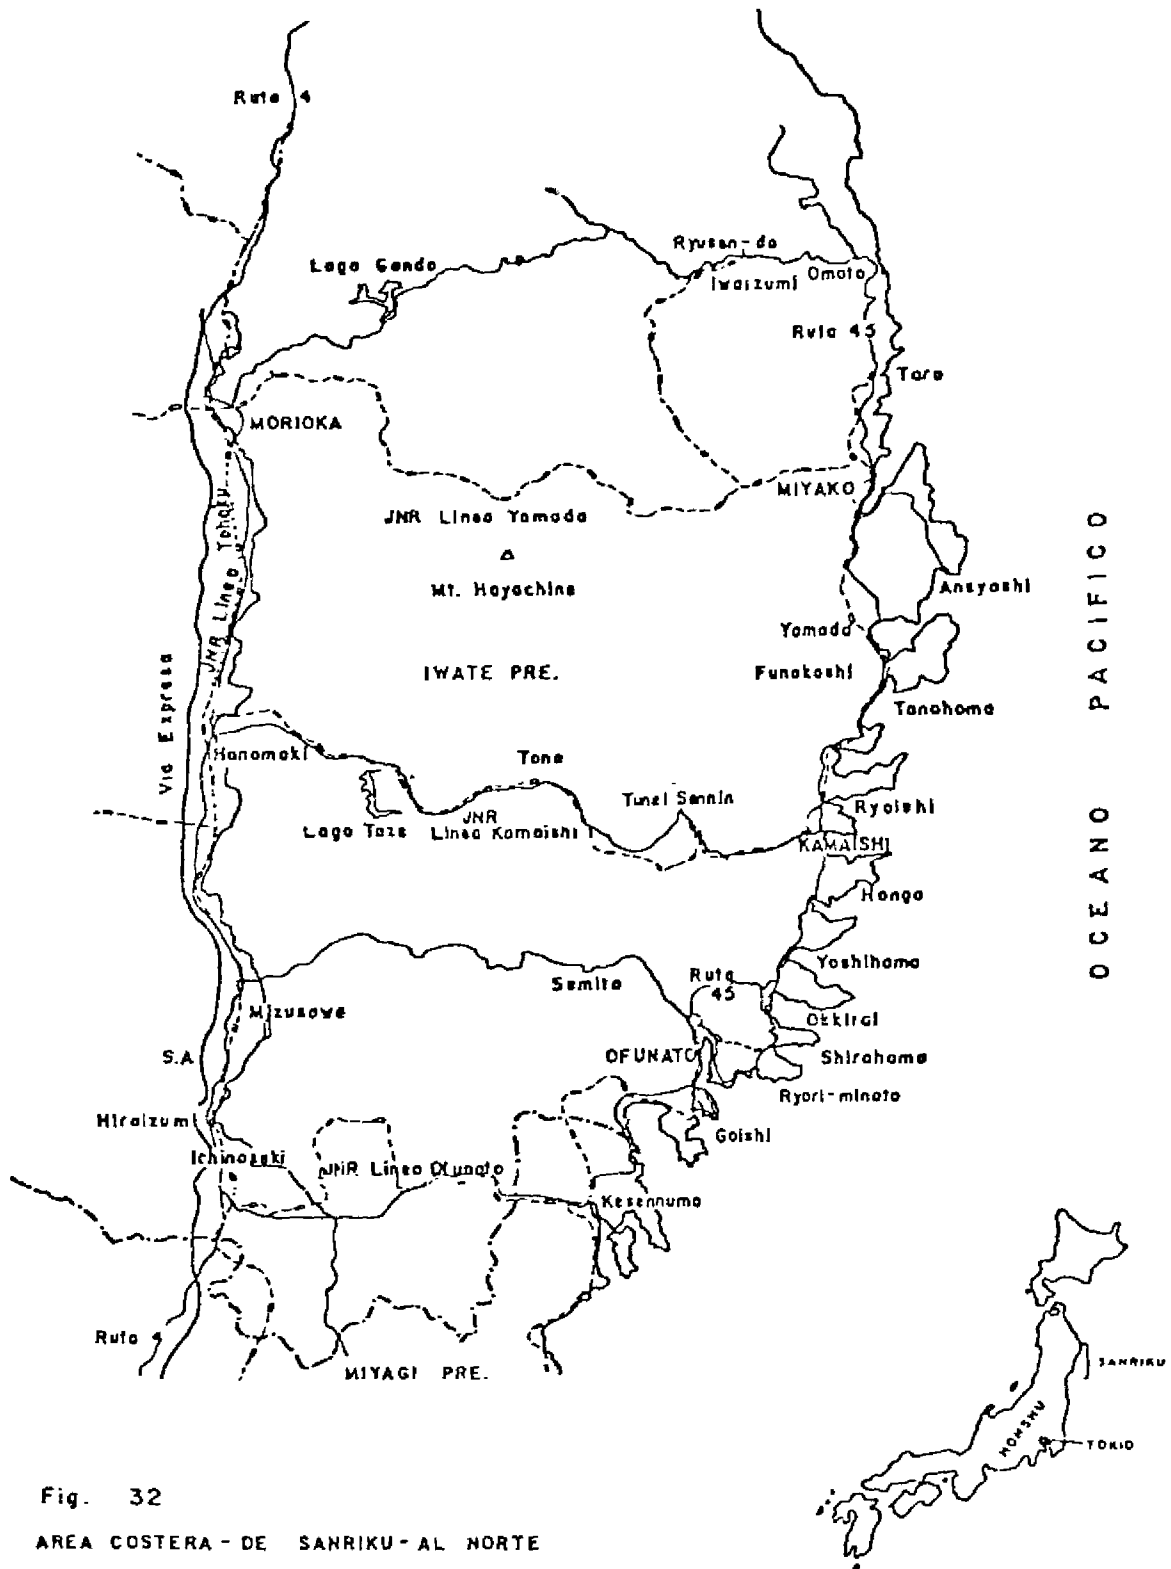 Ruta 4
Ryusen-do
Lago Gando
Iwaizumi
Omoto
Ruta 45
Taro
MORIOKA
MIYAKO
JNR Linea Yamada
JNR Linea Tohoku
Mt. Hayachine
Aneyoshi
Yamada
IWATE PRE.
Funakoshi
Tanohama
Via Expresa
Hanamaki
Tono
Tunel Sennin
Ryoishi
Lago Taze
JNR
Linea Kamaishi
KAMAISHI
Hongo
OCEANO PACIFICO
Yoshihama
Sumita
Ruta
45
Mizusawa
Okkirai
S.A
OFUNATO
Shirahama
Ryori-minato
Hiraizumi
Goishi
Ichinoseki
JNR Linea Ofunato
Kesennuma
Ruta 4
MIYAGI PRE.
SANRIKU
HONSHU
TOKIO
Fig. 32
AREA COSTERA - DE SANRIKU - AL NORTE